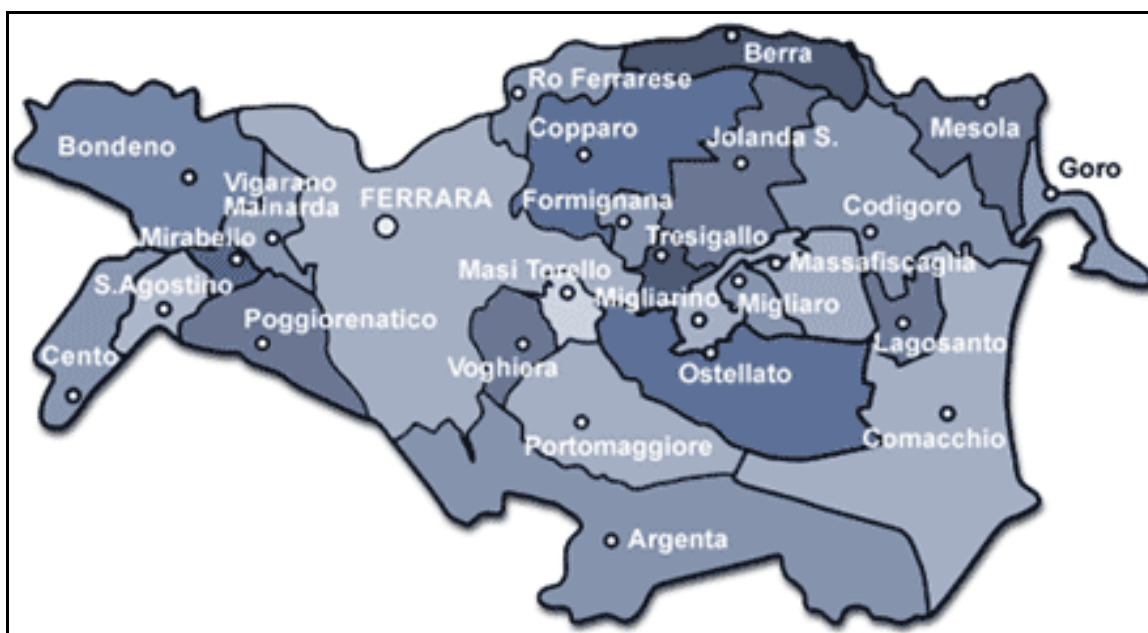 Berra
Ro Ferrarese
Mesola
Copparo
Jolanda S.
Bondeno
Goro
Vigarano
Mainarda
FERRARA
Formignana
Codigoro
Mirabello
Tresigallo
Masi Torello
Massafiscaglia
S.Agostino
Migliarino
Migliaro
Poggiorenatico
Lagosanto
Cento
Voghiera
Ostellato
Portomaggiore
Comacchio
Argenta